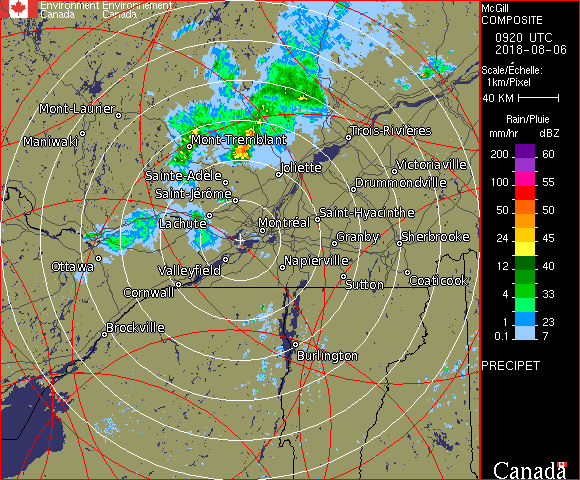 Environment Environnement
Canada Canada
McGill
COMPOSITE
0920 UTC
2018-08-06
Scale/Échelle:
1km/Pixel
40 KM
Rain/Pluie
mm/hr dBZ
200 60
150 57
100 55
50 50
24 45
12 40
4 33
1 23
0.1 7
PRECIPET
Canada
Mont-Laurier
Maniwaki
Mont-Tremblant
Trois-Rivières
Joliette
Sainte-Adèle
Saint-Jérôme
Victoriaville
Drummondville
Lachute
Montréal
Saint-Hyacinthe
Granby
Sherbrooke
Ottawa
Valleyfield
Napierville
Cornwall
Sutton
Coaticook
Brockville
Burlington